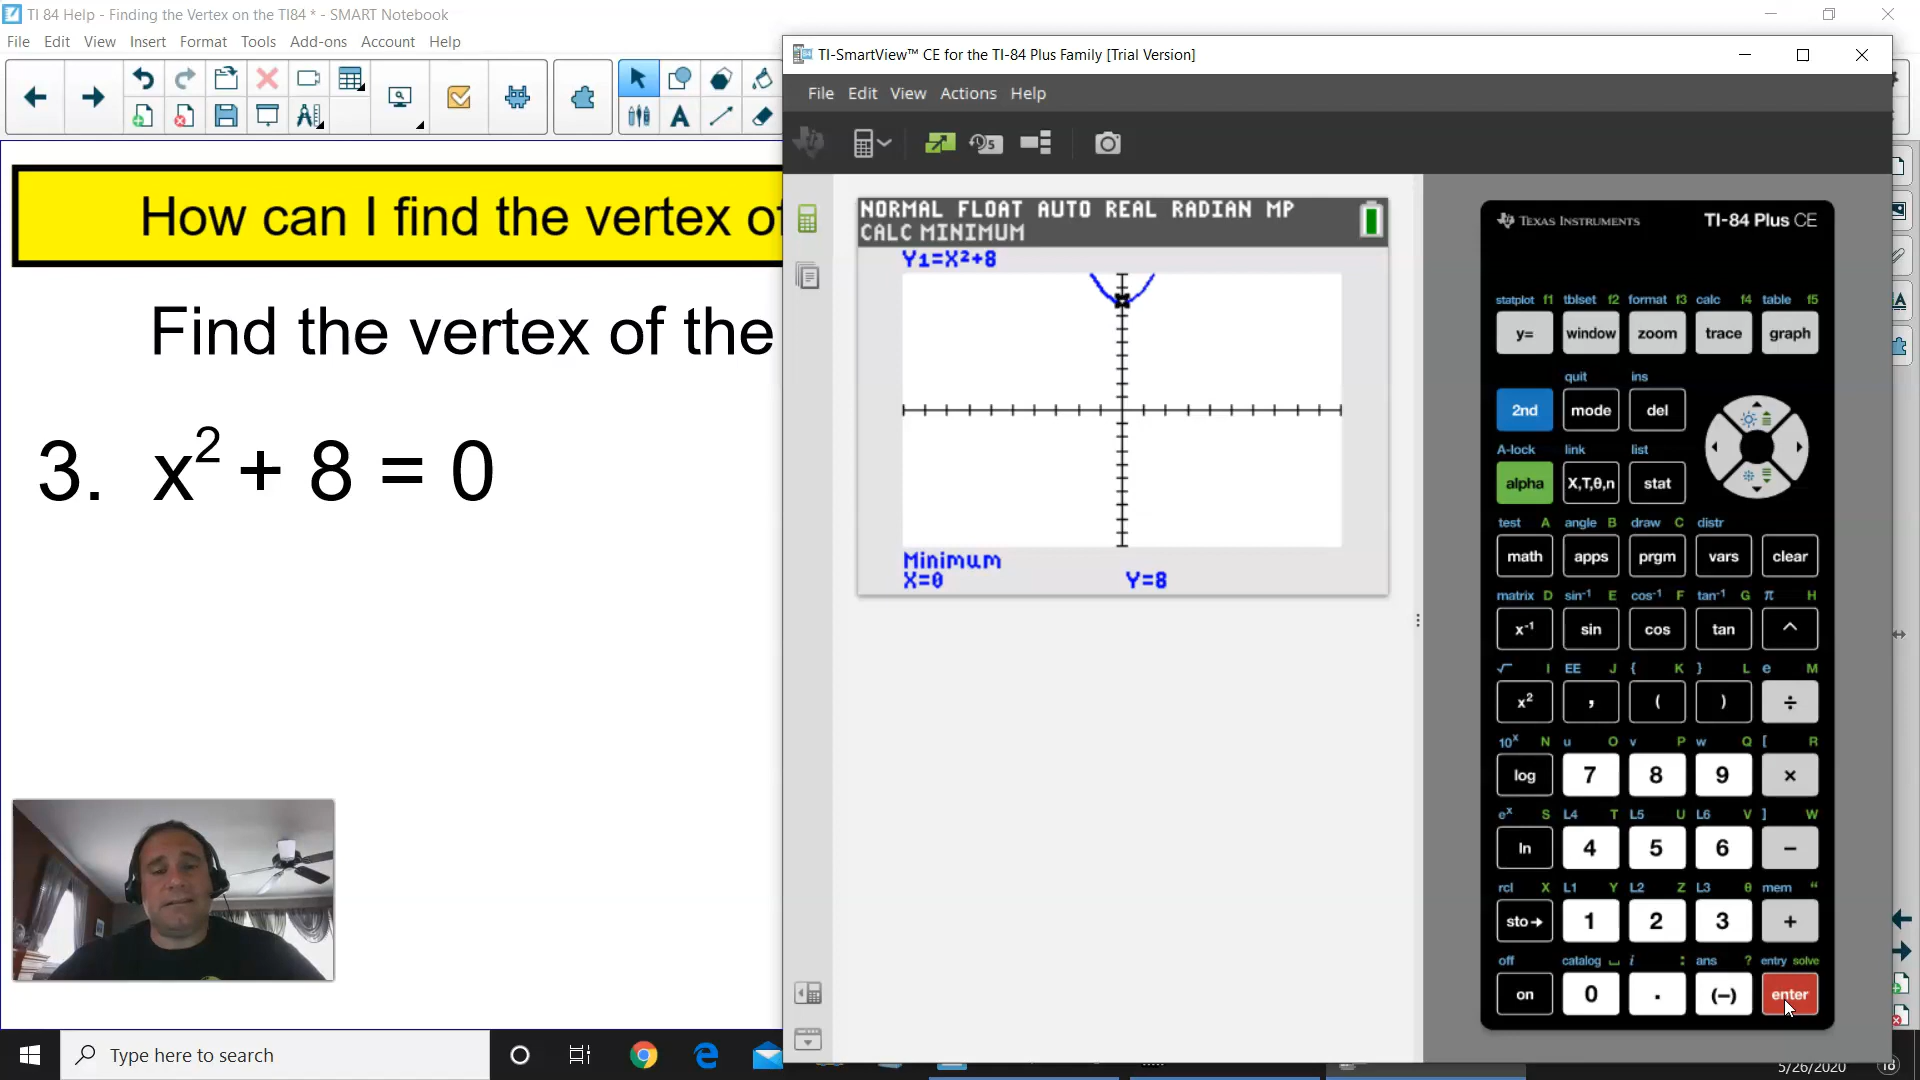 TI 84 Help - Finding the Vertex on the TI84 * - SMART Notebook
File Edit View Insert Format Tools Add-ons Account Help
How can I find the vertex of
Find the vertex of the
3. x² + 8 = 0
TI-SmartView™ CE for the TI-84 Plus Family [Trial Version]
File Edit View Actions Help
NORMAL FLOAT AUTO REAL RADIAN MP
CALC MINIMUM
Y1=X²+8
Minimum
X=0 Y=8
TEXAS INSTRUMENTS TI-84 Plus CE
statplot f1 tblset f2 format f3 calc f4 table f5
y= window zoom trace graph
quit ins
2nd mode del
A-lock link list
alpha X,T,θ,n stat
test A angle B draw C distr
math apps prgm vars clear
matrix D sin⁻¹ E cos⁻¹ F tan⁻¹ G π H
x⁻¹ sin cos tan ^
√ I EE J { K } L e M
x² , ( ) ÷
10ˣ N u O v P w Q [ R
log 7 8 9 ×
eˣ S L4 T L5 U L6 V ] W
ln 4 5 6 −
rcl X L1 Y L2 Z L3 θ mem "
sto→ 1 2 3 +
off catalog ⎵ i : ans ? entry solve
on 0 . (−) enter
Type here to search
5/26/2020
18